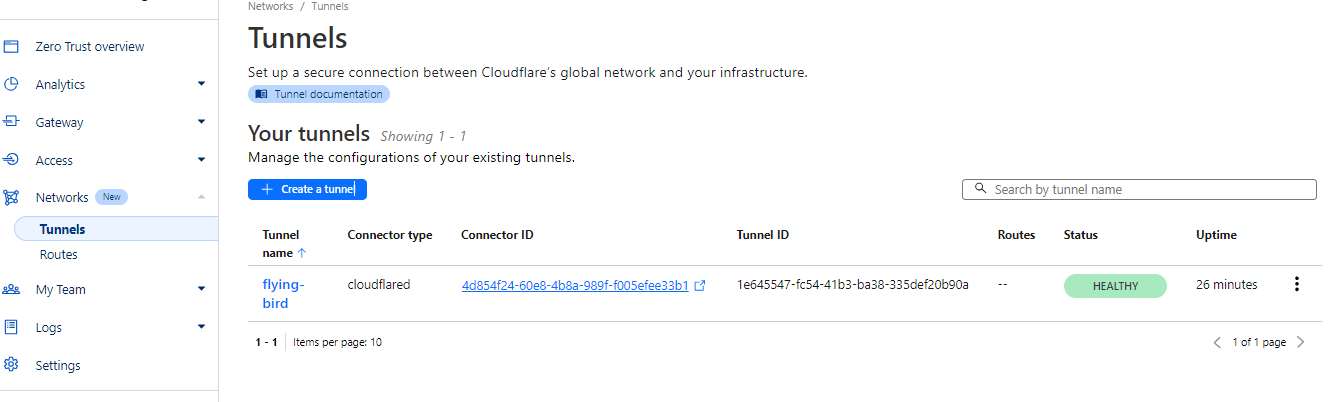 Networks / Tunnels
Tunnels
Set up a secure connection between Cloudflare's global network and your infrastructure.
Tunnel documentation
Your tunnels Showing 1 - 1
Manage the configurations of your existing tunnels.
+ Create a tunnel
Search by tunnel name
Tunnel name ↑ Connector type Connector ID Tunnel ID Routes Status Uptime
flying-
bird cloudflared 4d854f24-60e8-4b8a-989f-f005efee33b1 1e645547-fc54-41b3-ba38-335def20b90a -- HEALTHY 26 minutes
1 - 1 Items per page: 10
1 of 1 page
Zero Trust overview
Analytics
Gateway
Access
Networks New
Tunnels
Routes
My Team
Logs
Settings